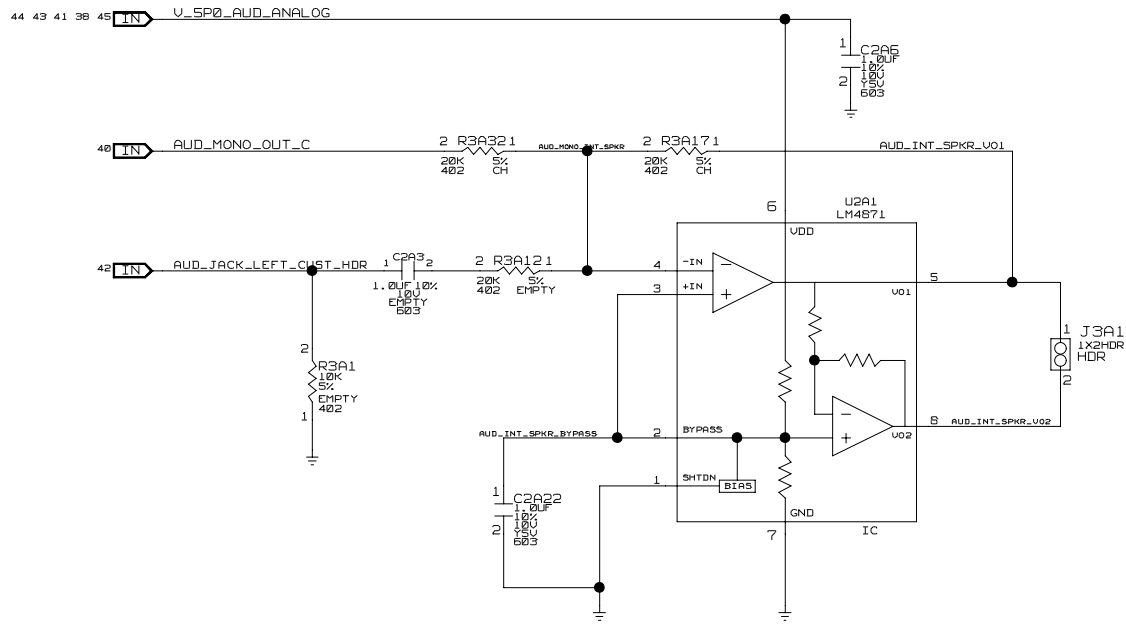 44 43 41 38 45 IN V_5P0_AUD_ANALOG
1 C2A6
1.0UF
10%
10V
Y5V
2 603
40 IN AUD_MONO_OUT_C
2 R3A32 1
20K 5%
402 CH
AUD_MONO_INT_SPKR
2 R3A17 1
20K 5%
402 CH
AUD_INT_SPKR_VO1
6
U2A1
LM4871
VDD
42 IN AUD_JACK_LEFT_CUST_HDR
1 C2A3 2
1.0UF 10%
10V
EMPTY
603
2 R3A12 1
20K 5%
402 EMPTY
4 -IN
3 +IN
5
VO1
1 J3A1
1X2HDR
HDR
2
2
R3A1
10K
5%
EMPTY
402
1
AUD_INT_SPKR_BYPASS
2 BYPASS
8 AUD_INT_SPKR_VO2
VO2
1 SHTDN
BIAS
1 C2A22
1.0UF
10%
10V
Y5V
2 603
GND
7
IC